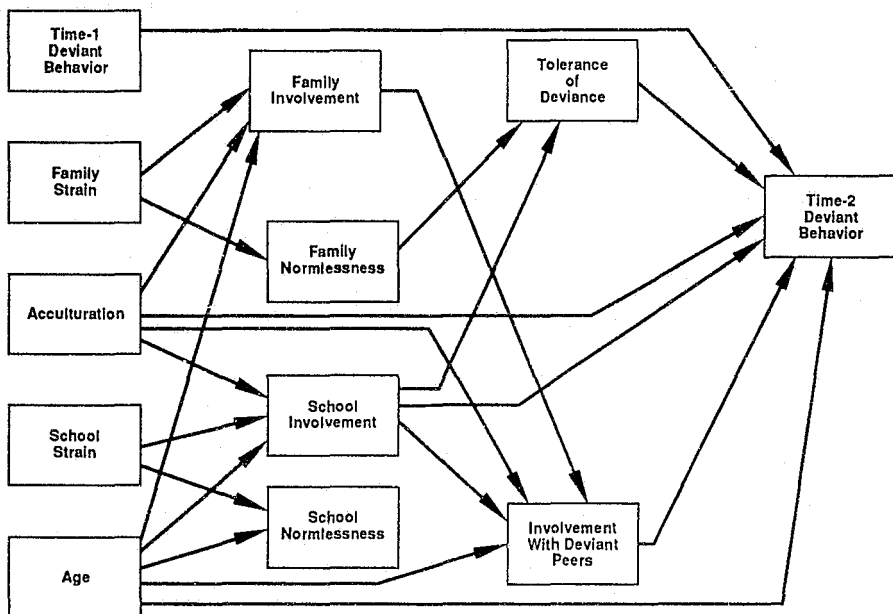 Time-1
Deviant
Behavior
Family
Involvement
Tolerance
of
Deviance
Family
Strain
Time-2
Deviant
Behavior
Family
Normlessness
Acculturation
School
Involvement
School
Strain
School
Normlessness
Involvement
With Deviant
Peers
Age